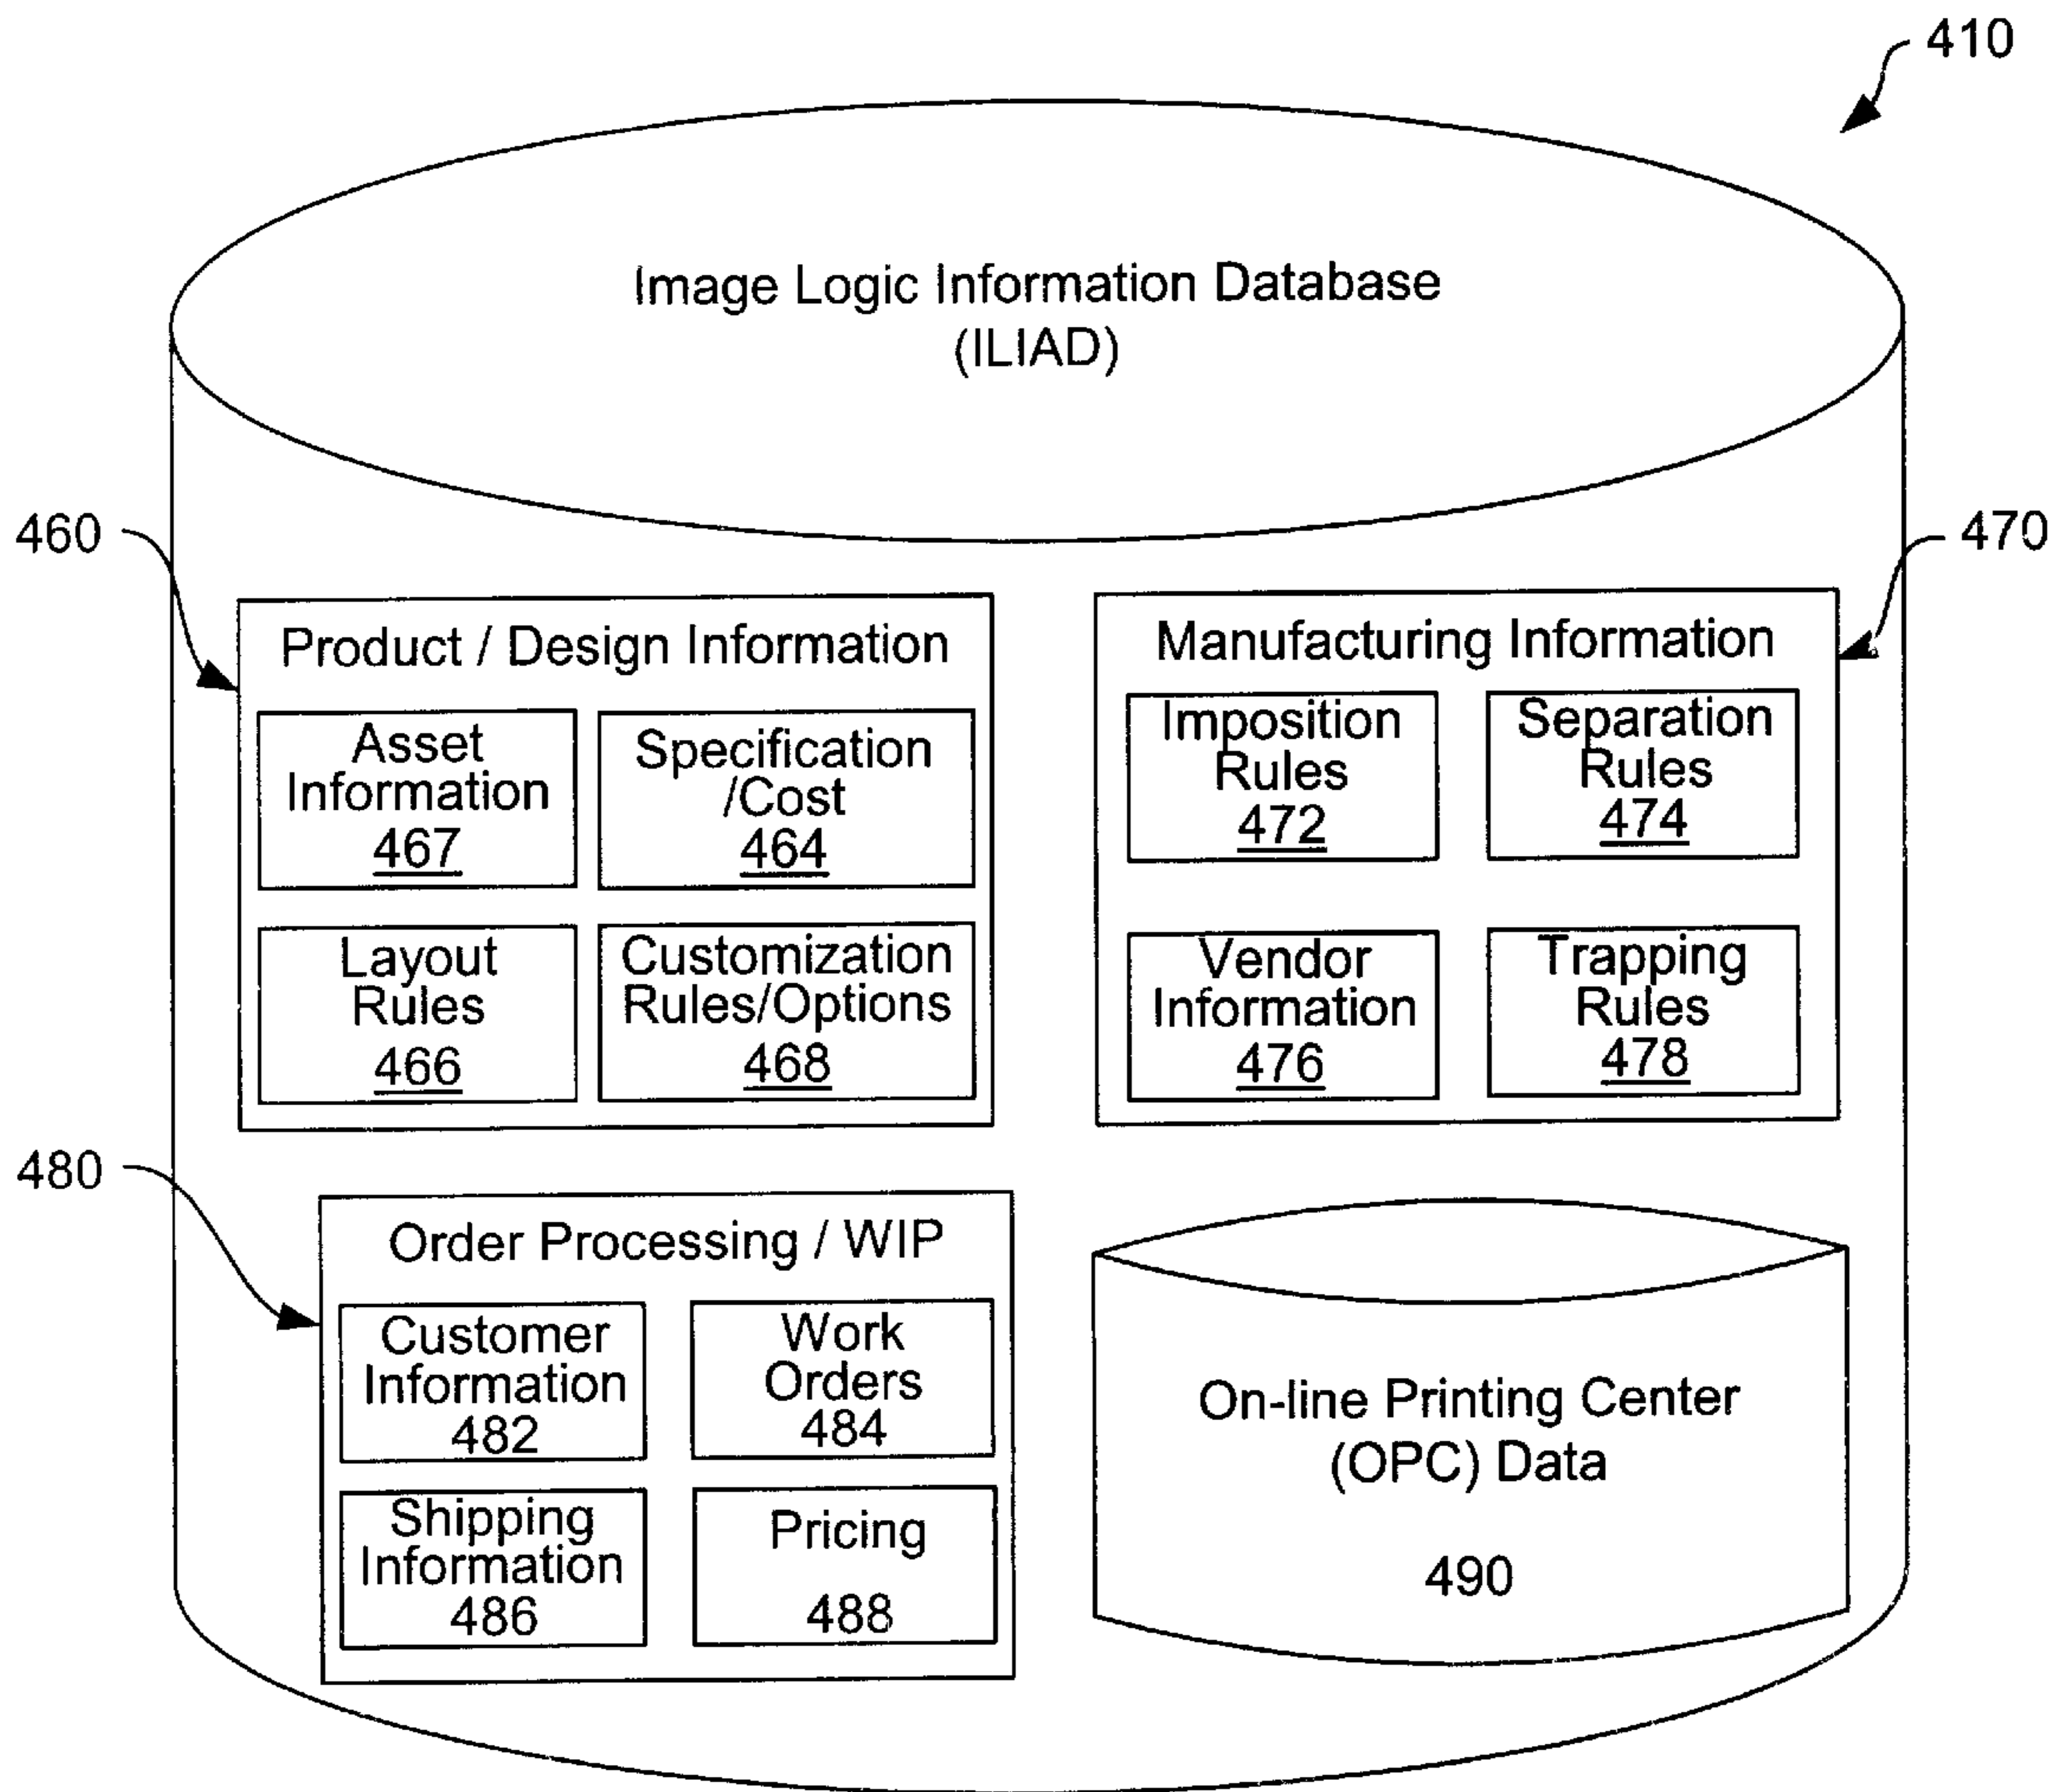 410
Image Logic Information Database
(ILIAD)
460
470
Product / Design Information
Asset
Information
467
Specification
/Cost
464
Layout
Rules
466
Customization
Rules/Options
468
Manufacturing Information
Imposition
Rules
472
Separation
Rules
474
Vendor
Information
476
Trapping
Rules
478
480
Order Processing / WIP
Customer
Information
482
Work
Orders
484
Shipping
Information
486
Pricing
488
On-line Printing Center
(OPC) Data
490